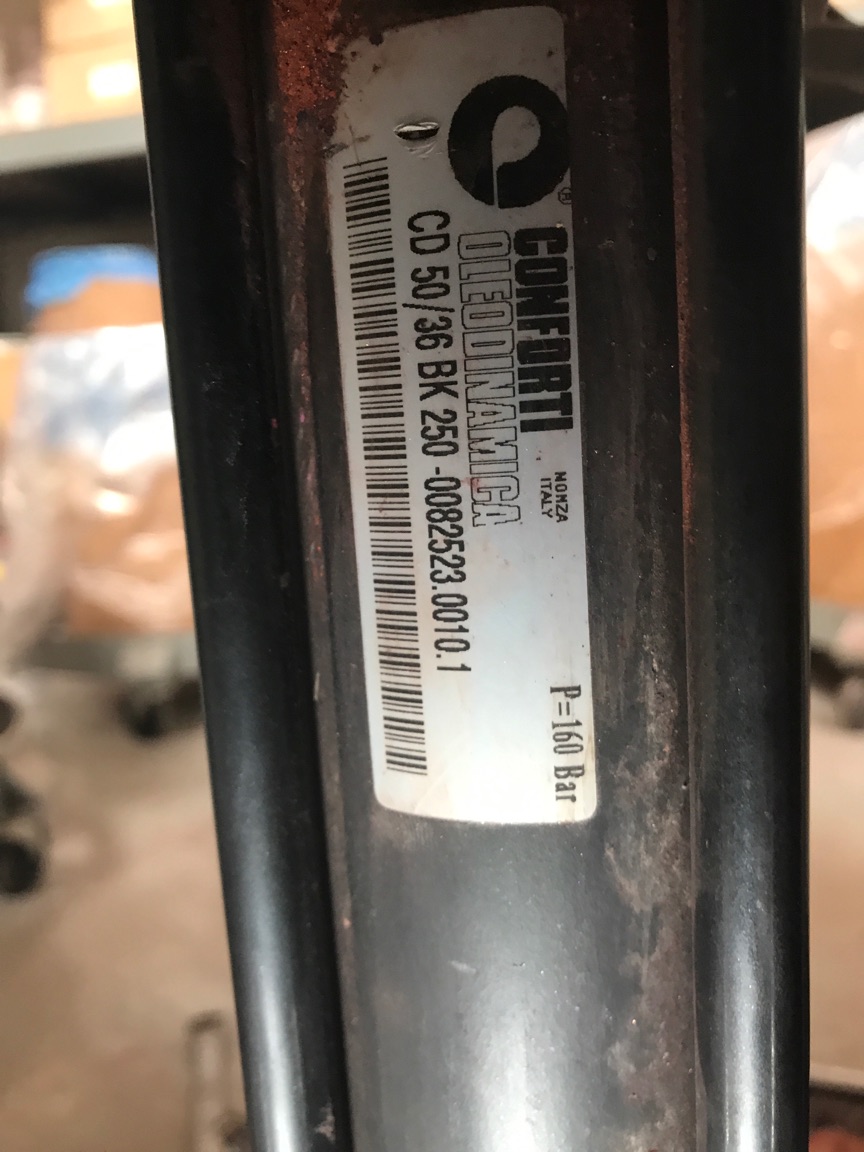 ®
CONFORTI
OLEODINAMICA
MONZA
ITALY
P=160 Bar
CD 50/36 BK 250 -0082523.0010.1